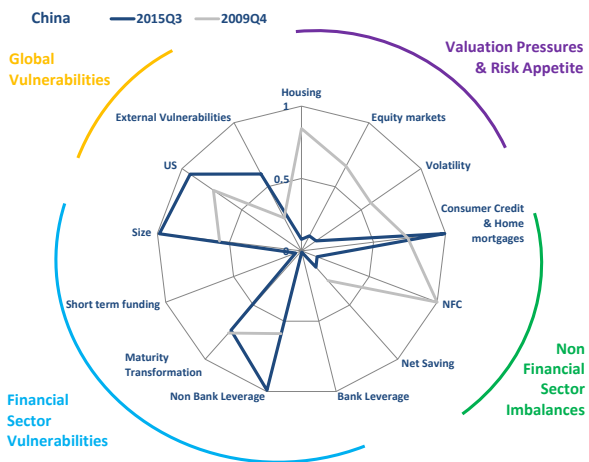 China
2015Q3
2009Q4
Global
Vulnerabilities
Valuation Pressures
& Risk Appetite
Housing
1
External Vulnerabilities
Equity markets
US
Volatility
0.5
Consumer Credit
& Home
mortgages
Size
0
Short term funding
NFC
Maturity
Transformation
Net Saving
Non Bank Leverage
Bank Leverage
Non
Financial
Sector
Imbalances
Financial
Sector
Vulnerabilities